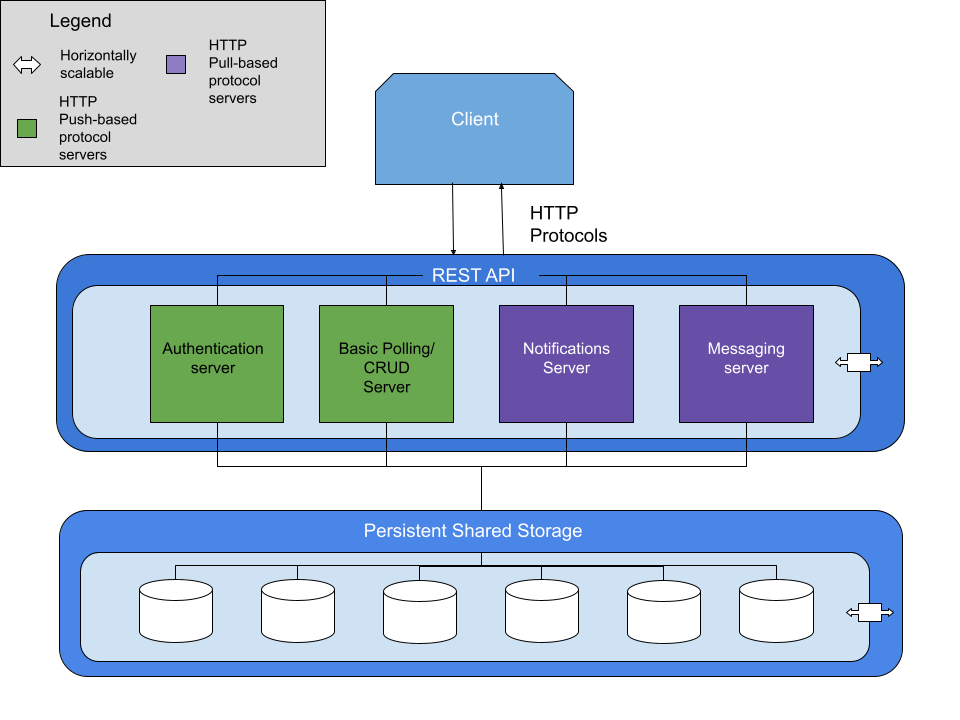 Legend
Horizontally
scalable
HTTP
Pull-based
protocol
servers
HTTP
Push-based
protocol
servers
Client
HTTP
Protocols
REST API
Authentication
server
Basic Polling/
CRUD
Server
Notifications
Server
Messaging
server
Persistent Shared Storage